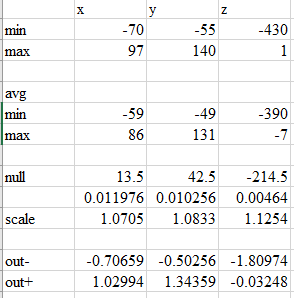 x y z
min -70 -55 -430
max 97 140 1
avg
min -59 -49 -390
max 86 131 -7
null 13.5 42.5 -214.5
0.011976 0.010256 0.00464
scale 1.0705 1.0833 1.1254
out- -0.70659 -0.50256 -1.80974
out+ 1.02994 1.34359 -0.03248